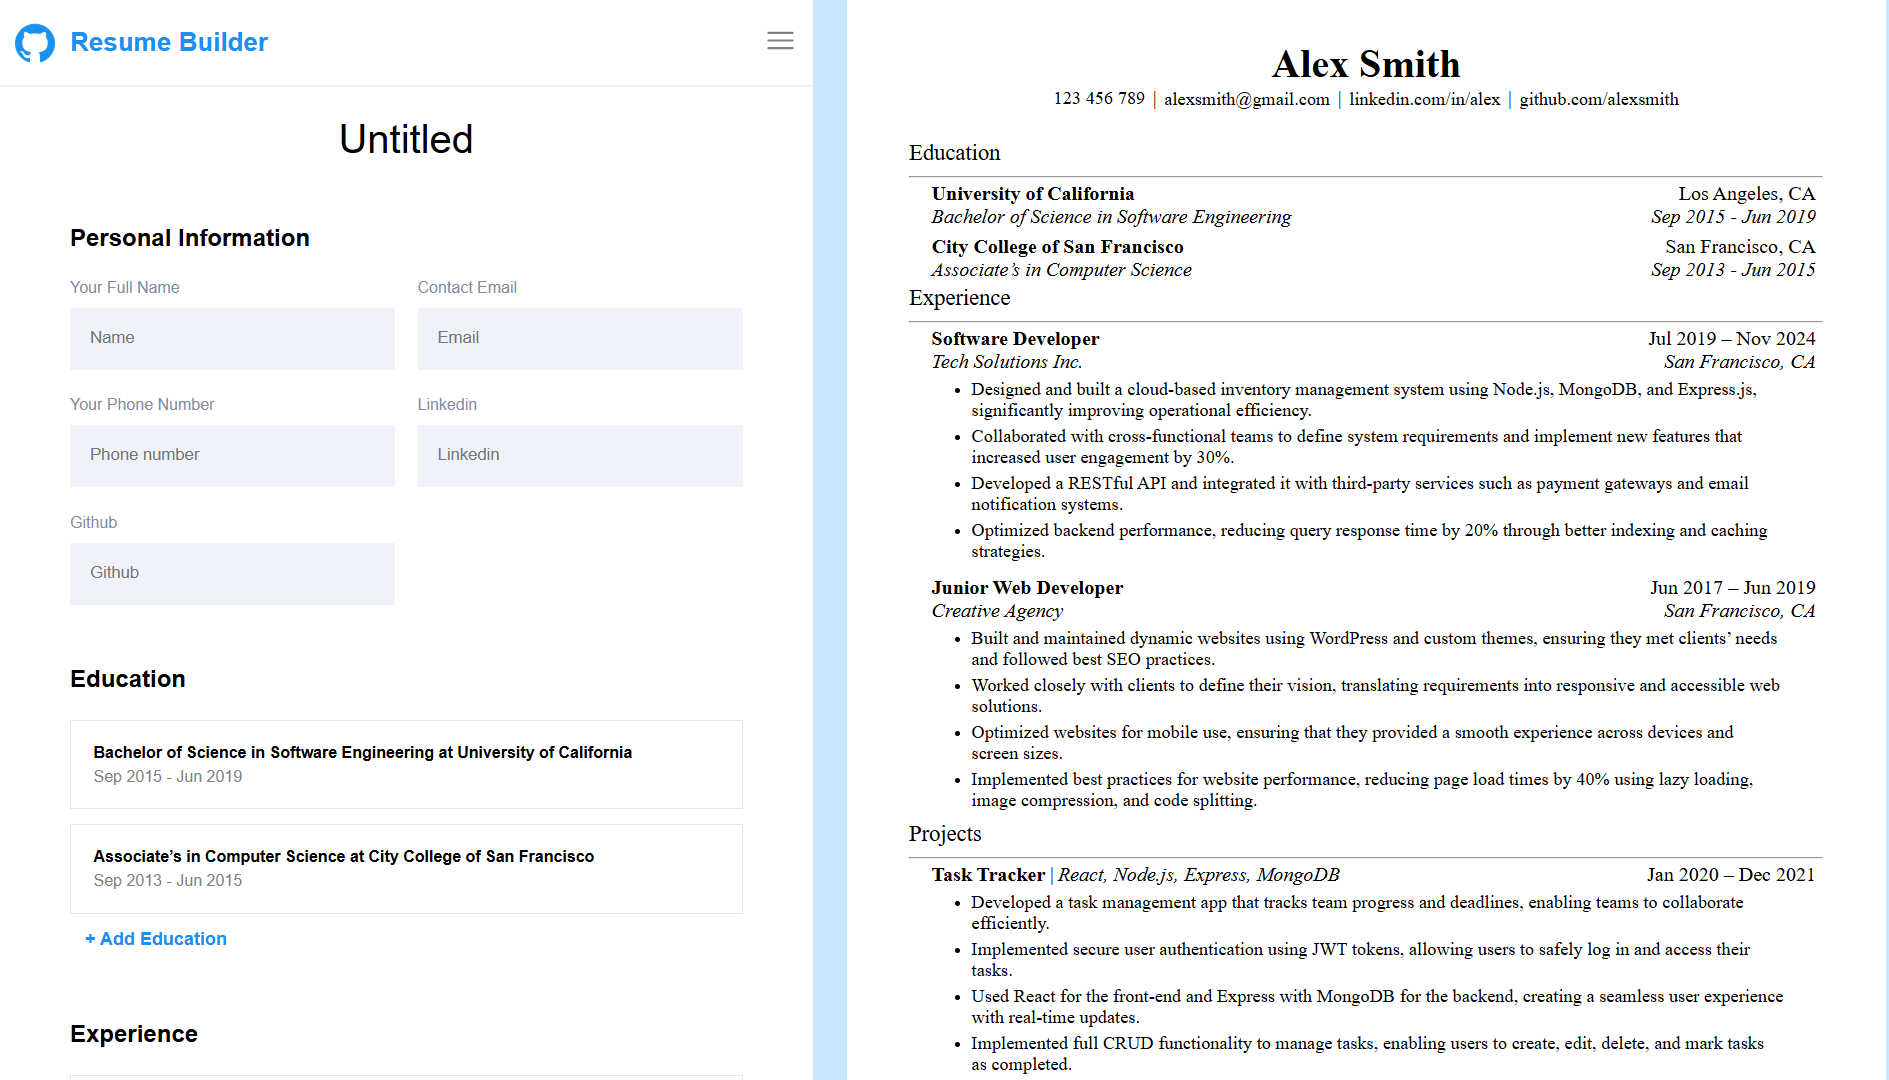 Resume Builder
Untitled
Personal Information
Your Full Name
Contact Email
Name
Email
Your Phone Number
Linkedin
Phone number
Linkedin
Github
Github
Education
Bachelor of Science in Software Engineering at University of California
Sep 2015 - Jun 2019
Associate’s in Computer Science at City College of San Francisco
Sep 2013 - Jun 2015
+ Add Education
Experience
Alex Smith
123 456 789 | alexsmith@gmail.com | linkedin.com/in/alex | github.com/alexsmith
Education
University of California Los Angeles, CA
Bachelor of Science in Software Engineering Sep 2015 - Jun 2019
City College of San Francisco San Francisco, CA
Associate’s in Computer Science Sep 2013 - Jun 2015
Experience
Software Developer Jul 2019 – Nov 2024
Tech Solutions Inc. San Francisco, CA
• Designed and built a cloud-based inventory management system using Node.js, MongoDB, and Express.js,
significantly improving operational efficiency.
• Collaborated with cross-functional teams to define system requirements and implement new features that
increased user engagement by 30%.
• Developed a RESTful API and integrated it with third-party services such as payment gateways and email
notification systems.
• Optimized backend performance, reducing query response time by 20% through better indexing and caching
strategies.
Junior Web Developer Jun 2017 – Jun 2019
Creative Agency San Francisco, CA
• Built and maintained dynamic websites using WordPress and custom themes, ensuring they met clients’ needs
and followed best SEO practices.
• Worked closely with clients to define their vision, translating requirements into responsive and accessible web
solutions.
• Optimized websites for mobile use, ensuring that they provided a smooth experience across devices and
screen sizes.
• Implemented best practices for website performance, reducing page load times by 40% using lazy loading,
image compression, and code splitting.
Projects
Task Tracker | React, Node.js, Express, MongoDB Jan 2020 – Dec 2021
• Developed a task management app that tracks team progress and deadlines, enabling teams to collaborate
efficiently.
• Implemented secure user authentication using JWT tokens, allowing users to safely log in and access their
tasks.
• Used React for the front-end and Express with MongoDB for the backend, creating a seamless user experience
with real-time updates.
• Implemented full CRUD functionality to manage tasks, enabling users to create, edit, delete, and mark tasks
as completed.